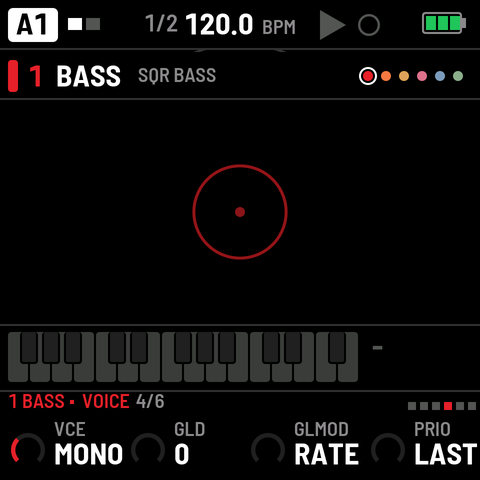 A1 1/2 120.0 BPM
1 BASS SQR BASS
-
1 BASS • VOICE 4/6
VCE GLD GLMOD PRIO
MONO 0 RATE LAST